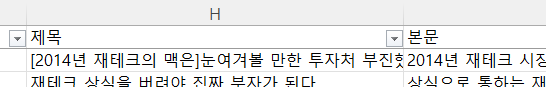 H
제목 본문
[2014년 재테크의 맥은]눈여겨볼 만한 투자처 부진했 2014년 재테크 시장
재테크 상식을 버려야 진짜 부자가 된다 상식으로 통하는 재